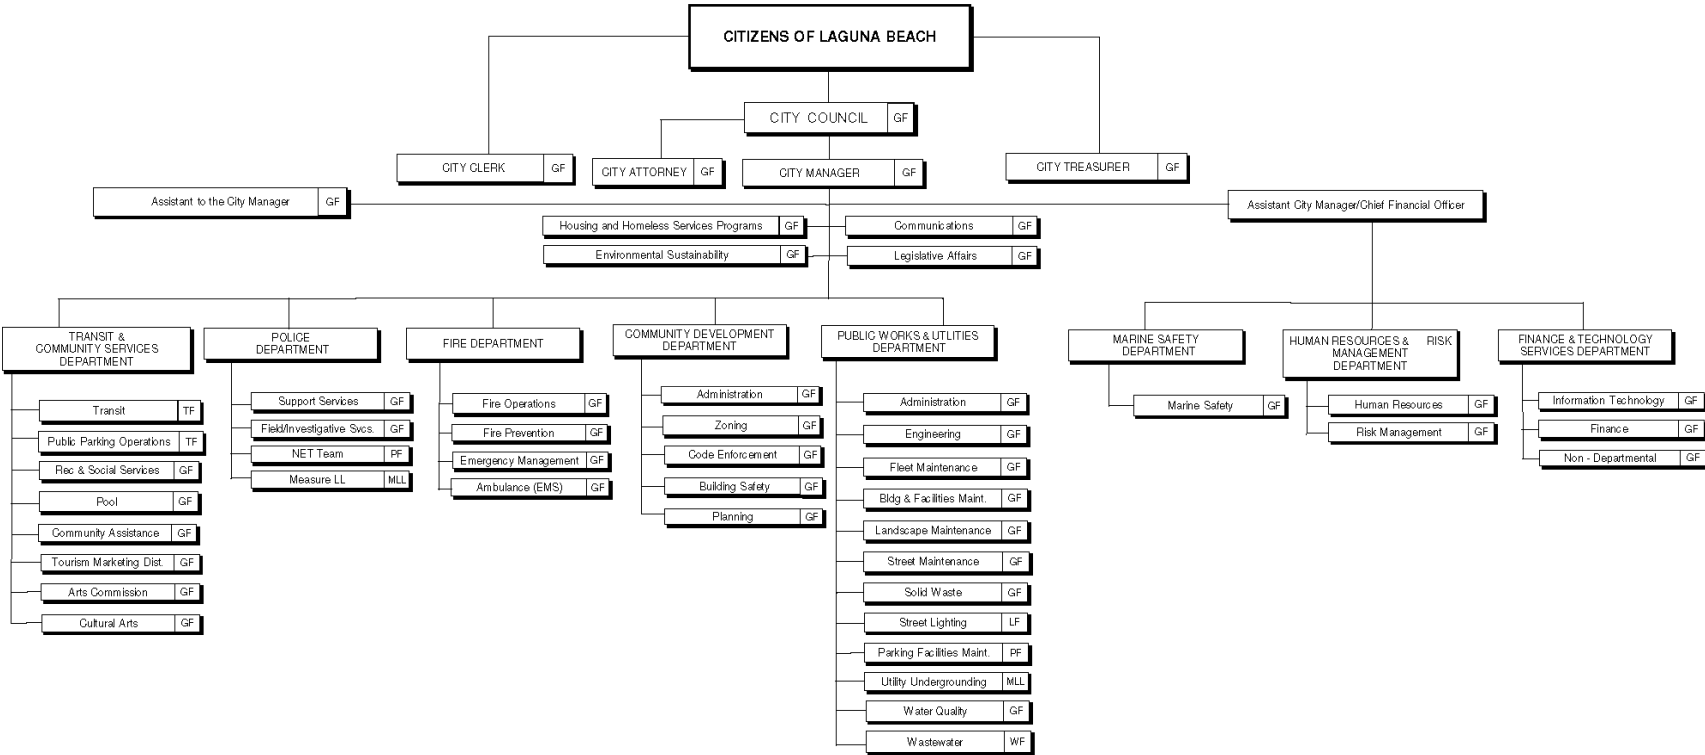 CITIZENS OF LAGUNA BEACH
CITY COUNCIL GF
CITY CLERK GF
CITY ATTORNEY GF
CITY MANAGER GF
CITY TREASURER GF
Assistant to the City Manager GF
Assistant City Manager/Chief Financial Officer
Housing and Homeless Services Programs GF
Communications GF
Environmental Sustainability GF
Legislative Affairs GF
TRANSIT &
COMMUNITY SERVICES
DEPARTMENT
Transit TF
Public Parking Operations TF
Rec & Social Services GF
Pool GF
Community Assistance GF
Tourism Marketing Dist. GF
Arts Commission GF
Cultural Arts GF
POLICE
DEPARTMENT
Support Services GF
Field/Investigative Svcs. GF
NET Team PF
Measure LL MLL
FIRE DEPARTMENT
Fire Operations GF
Fire Prevention GF
Emergency Management GF
Ambulance (EMS) GF
COMMUNITY DEVELOPMENT
DEPARTMENT
Administration GF
Zoning GF
Code Enforcement GF
Building Safety GF
Planning GF
PUBLIC WORKS & UTILITIES
DEPARTMENT
Administration GF
Engineering GF
Fleet Maintenance GF
Bldg & Facilities Maint. GF
Landscape Maintenance GF
Street Maintenance GF
Solid Waste GF
Street Lighting LF
Parking Facilities Maint. PF
Utility Undergrounding MLL
Water Quality GF
Wastewater WF
MARINE SAFETY
DEPARTMENT
Marine Safety GF
HUMAN RESOURCES & RISK
MANAGEMENT
DEPARTMENT
Human Resources GF
Risk Management GF
FINANCE & TECHNOLOGY
SERVICES DEPARTMENT
Information Technology GF
Finance GF
Non - Departmental GF